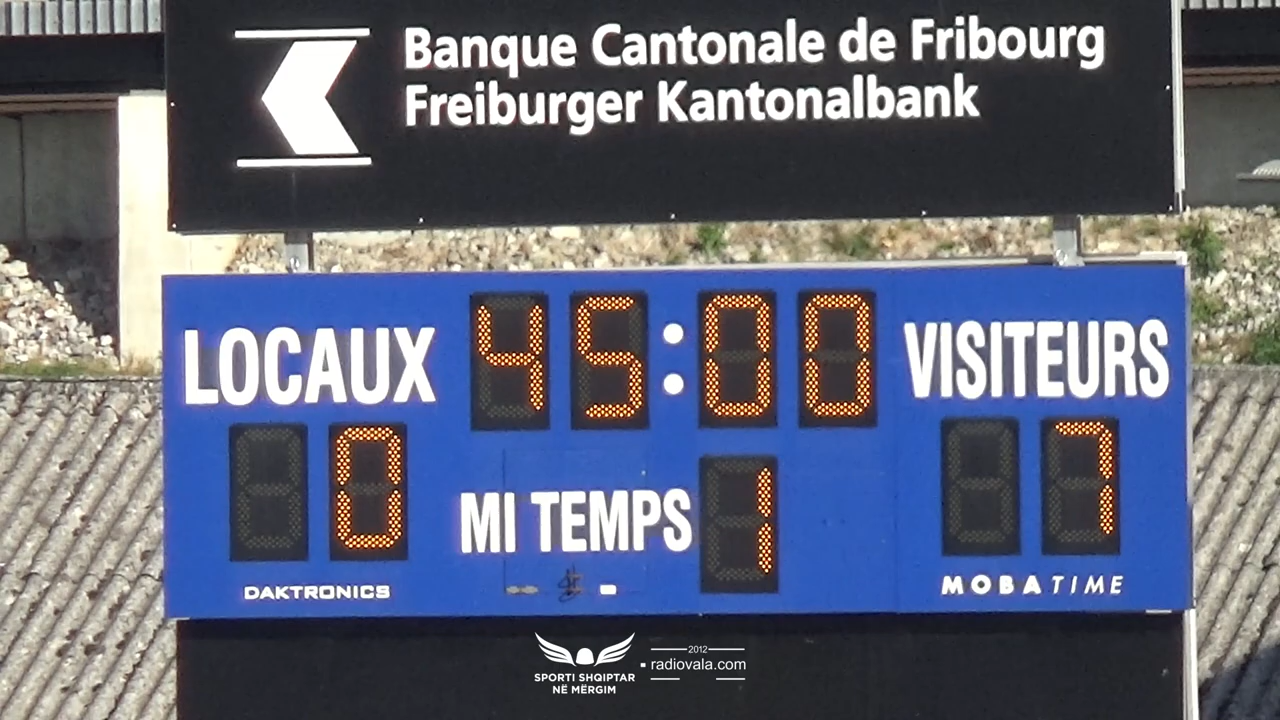 Banque Cantonale de Fribourg
Freiburger Kantonalbank
LOCAUX
45:00
VISITEURS
0
MI TEMPS
1
7
DAKTRONICS
MOBATIME
SPORTI SHQIPTAR
NË MËRGIM
2012
radiovala.com